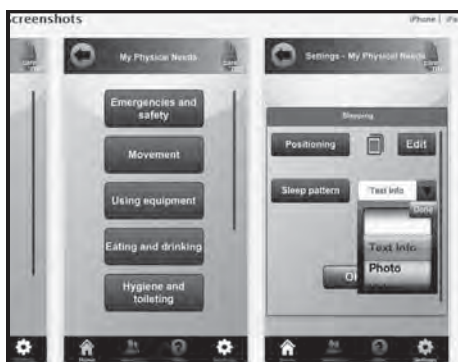 creenshots
iPhone | iPa
My Physical Needs
Settings - My Physical Needs
Emergencies and
safety
Movement
Using equipment
Eating and drinking
Hygiene and
toileting
Sleeping
Positioning
Edit
Sleep pattern
Text info
Done
Text Info
Photo